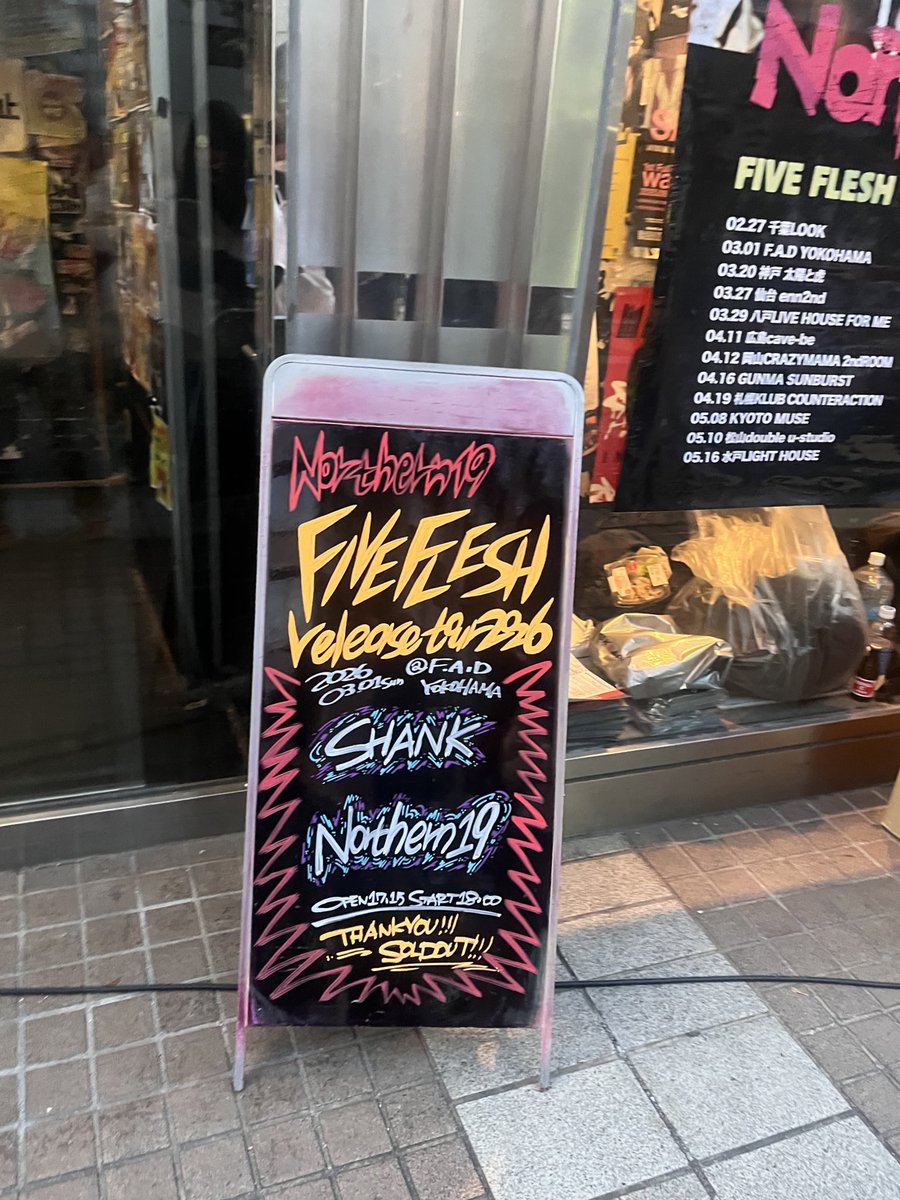 Northern19
FIVE FLESH
release tour 2026
2026
03.01 Sun
@F.A.D
YOKOHAMA
SHANK
Northern19
OPEN 17:15 START 18:00
THANK YOU!!!
SOLDOUT!!!
Nor
FIVE FLESH
02.27 千葉LOOK
03.01 F.A.D YOKOHAMA
03.20 神戸 太陽と虎
03.27 仙台 enn2nd
03.29 八戸LIVE HOUSE FOR ME
04.11 広島cave-be
04.12 岡山CRAZYMAMA 2ndROOM
04.16 GUNMA SUNBURST
04.19 札幌KLUB COUNTERACTION
05.08 KYOTO MUSE
05.10 松山double u-studio
05.16 水戸LIGHT HOUSE
止